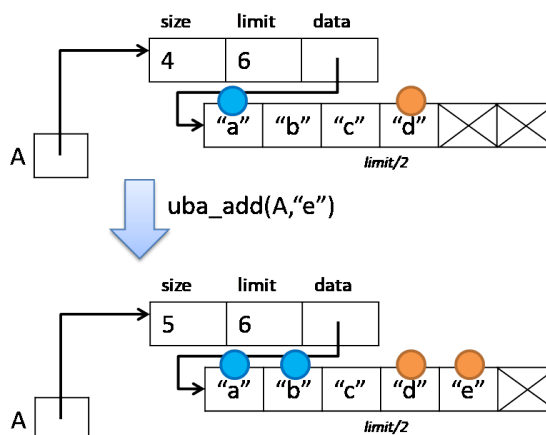 size limit data
4 6
“a” “b” “c” “d”
A
limit/2
uba_add(A,“e”)
size limit data
5 6
“a” “b” “c” “d” “e”
A
limit/2